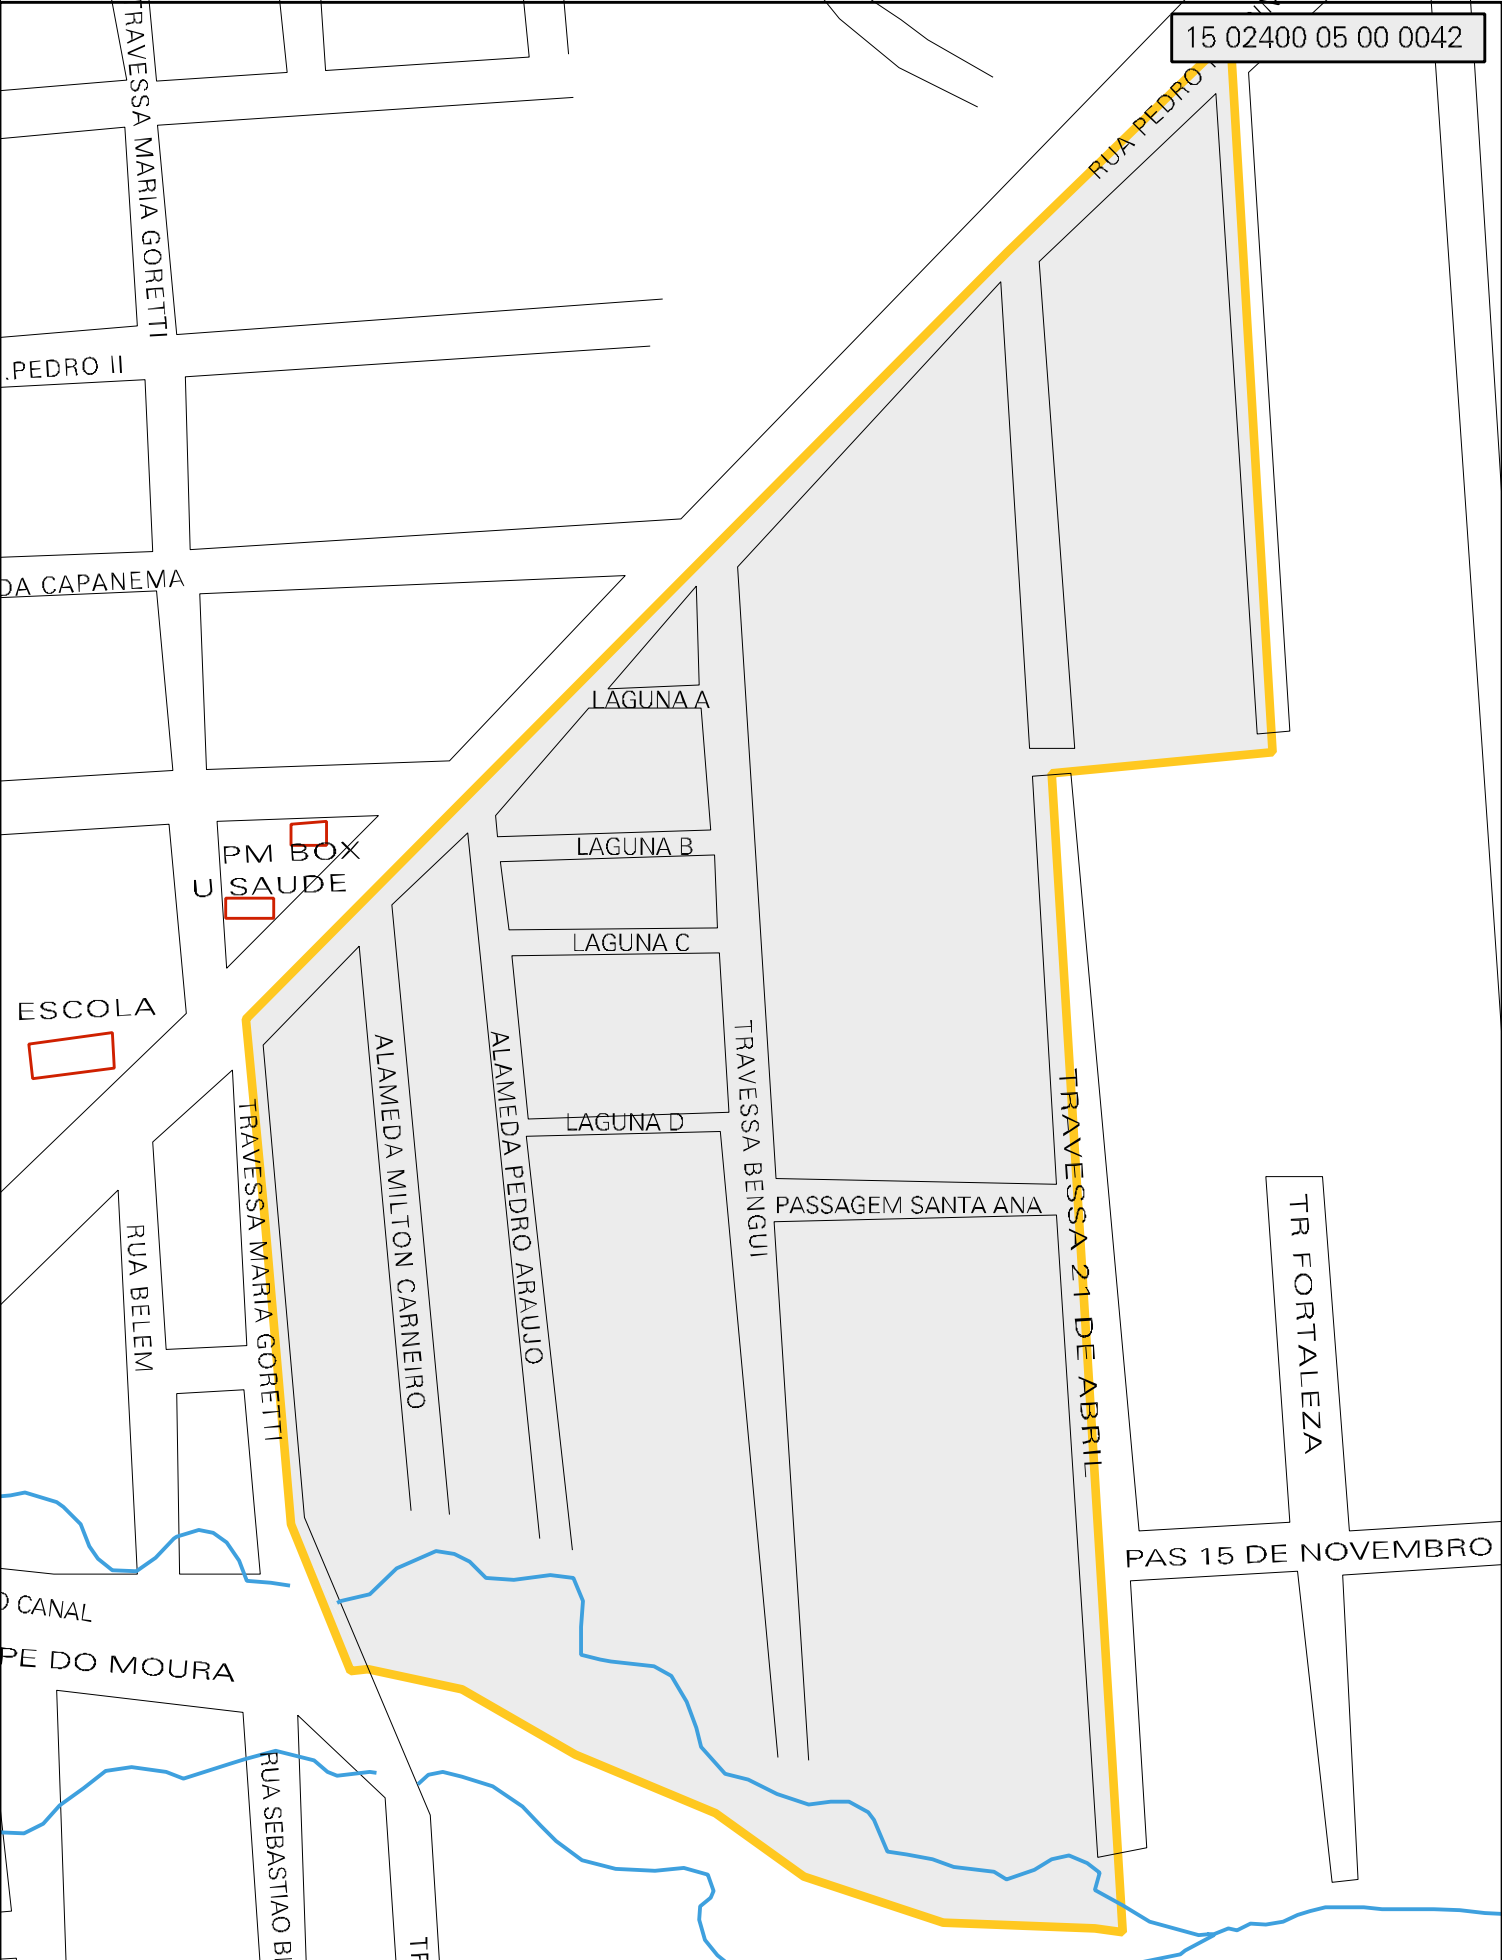 15 02400 05 00 0042
TRAVESSA MARIA GORETTI
RUA PEDRO
.PEDRO II
DA CAPANEMA
LAGUNA A
PM BOX
LAGUNA B
U SAUDE
LAGUNA C
ESCOLA
ALAMEDA MILTON CARNEIRO
ALAMEDA PEDRO ARAUJO
TRAVESSA BENGUI
TRAVESSA 21 DE ABRIL
TRAVESSA MARIA GORETTI
LAGUNA D
PASSAGEM SANTA ANA
TR FORTALEZA
RUA BELEM
PAS 15 DE NOVEMBRO
O CANAL
PE DO MOURA
RUA SEBASTIAO